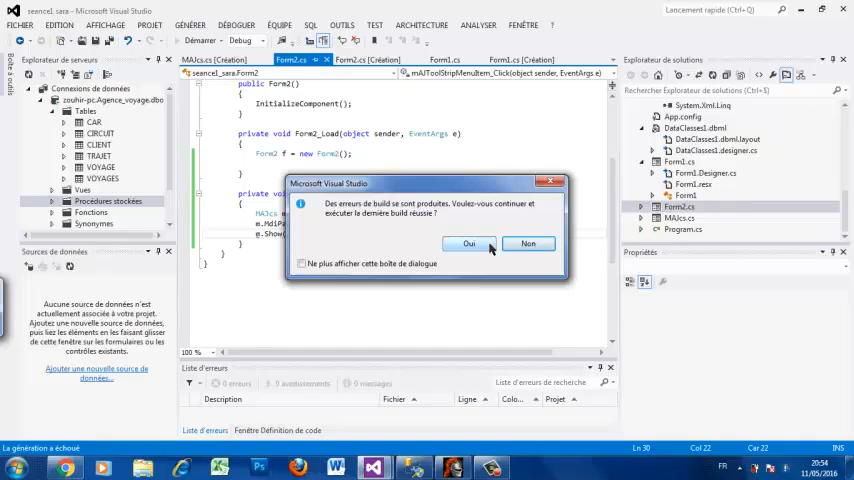 seance1_sara - Microsoft Visual Studio
Lancement rapide (Ctrl+Q)
FICHIER EDITION AFFICHAGE PROJET GÉNÉRER DÉBOGUER ÉQUIPE SQL OUTILS TEST ARCHITECTURE ANALYSER FENÊTRE ?
Démarrer Debug
Boîte à outils
Explorateur de serveurs
Connexions de données
zouhir-pc.Agence_voyage.dbo
Tables
CAR
CIRCUIT
CLIENT
TRAJET
VOYAGE
VOYAGES
Vues
Procédures stockées
Fonctions
Synonymes
Sources de données
Aucune source de données n'est
actuellement associée à votre projet.
Ajoutez une nouvelle source de données,
puis liez les éléments en les faisant glisser
de cette fenêtre sur les formulaires ou les
contrôles existants.
Ajouter une nouvelle source de
données...
MAJcs.cs [Création]
Form2.cs
Form2.cs [Création]
Form1.cs
Form1.cs [Création]
seance1_sara.Form2
mAJToolStripMenuItem_Click(object sender, EventArgs e)
public Form2()
{
InitializeComponent();
}
private void Form2_Load(object sender, EventArgs e)
{
Form2 f = new Form2();
}
private vo
{
MAJcs m
m.MdiPa
m.Show(
}
}
}
100 %
Microsoft Visual Studio
Des erreurs de build se sont produites. Voulez-vous continuer et
exécuter la dernière build réussie ?
Oui
Non
Ne plus afficher cette boîte de dialogue
Liste d'erreurs
0 erreurs
0 avertissements
0 messages
Liste d'erreurs de recherche
Description Fichier Ligne Colo... Projet
Liste d'erreurs Fenêtre Définition de code
Explorateur de solutions
Rechercher Explorateur de solutions (Ctrl+$)
System.Xml.Linq
App.config
DataClasses1.dbml
DataClasses1.dbml.layout
DataClasses1.designer.cs
Form1.cs
Form1.Designer.cs
Form1.resx
Form1
Form2.cs
MAJcs.cs
Program.cs
Propriétés
La génération a échoué
Ln 30 Col 22 Car 22 INS
FR
20:54
11/05/2016